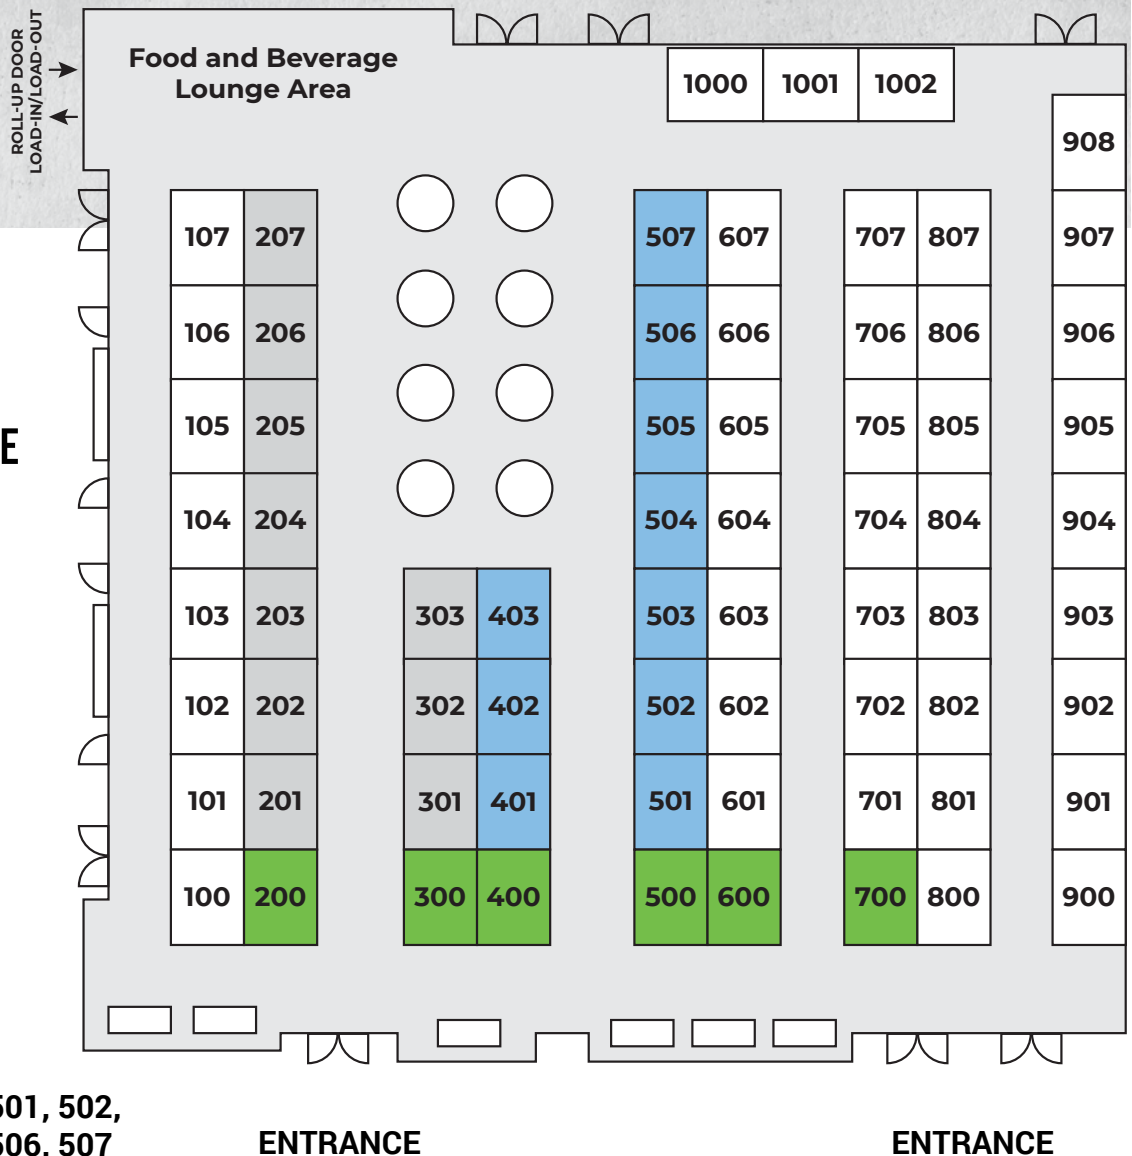 ROLL-UP DOOR
LOAD-IN/LOAD-OUT
Food and Beverage
Lounge Area
1000 1001 1002
908
107 207 507 607 707 807 907
106 206 506 606 706 806 906
105 205 505 605 705 805 905
E
104 204 504 604 704 804 904
103 203 303 403 503 603 703 803 903
102 202 302 402 502 602 702 802 902
101 201 301 401 501 601 701 801 901
100 200 300 400 500 600 700 800 900
501, 502,
506, 507
ENTRANCE ENTRANCE